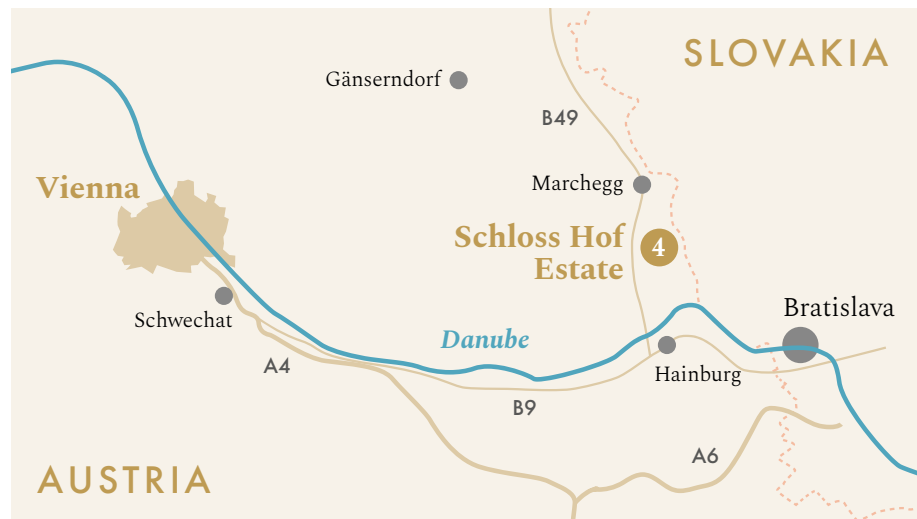 SLOVAKIA
Gänserndorf
B49
Vienna
Marchegg
Schloss Hof
Estate
4
Bratislava
Schwechat
Danube
A4
Hainburg
B9
A6
AUSTRIA